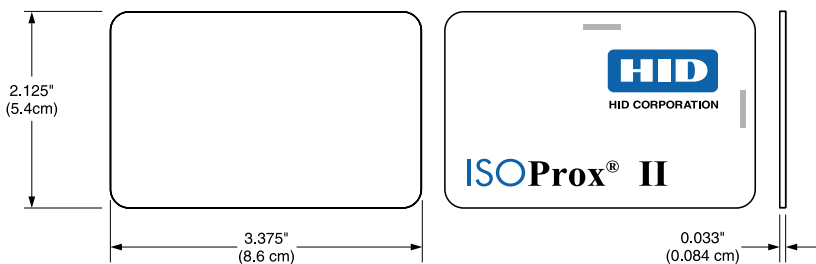 2.125"
(5.4cm)
HID
HID CORPORATION
ISOProx® II
3.375"
(8.6 cm)
0.033"
(0.084 cm)